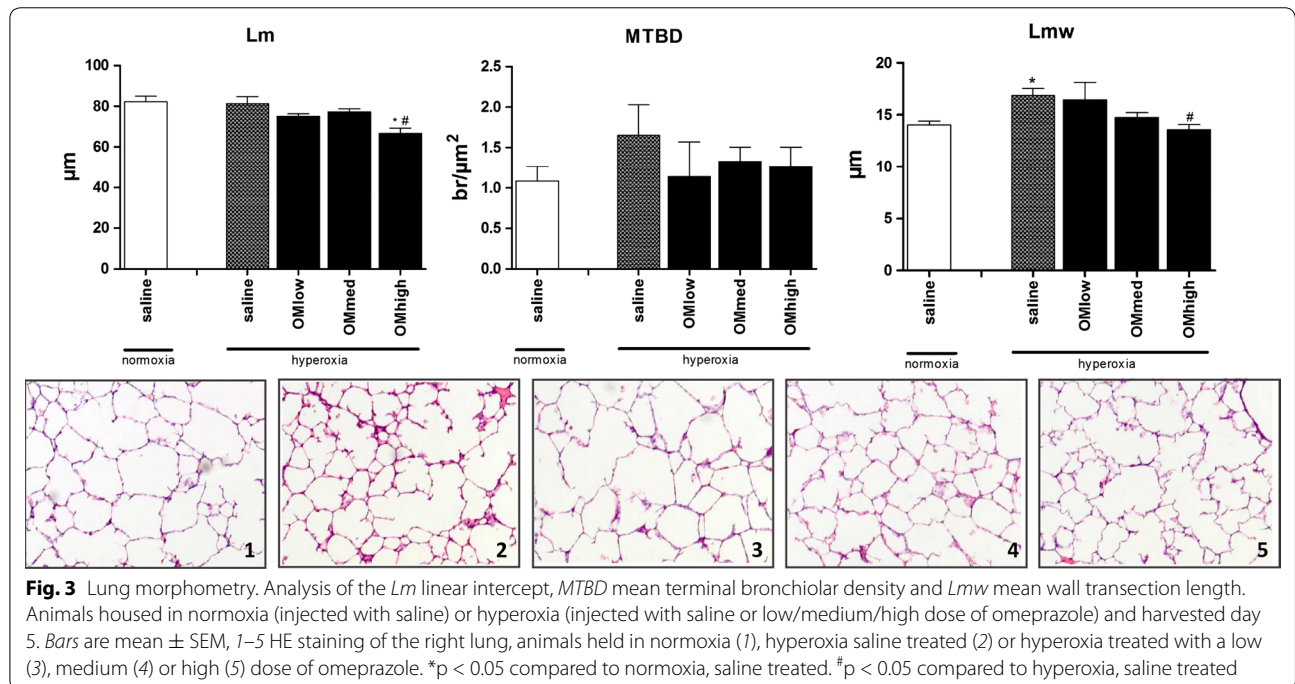 Lm
100
80
60
40
20
0
µm
* #
saline
saline
OMlow
OMmed
OMhigh
normoxia
hyperoxia
MTBD
2.5
2.0
1.5
1.0
0.5
0.0
br/µm²
saline
saline
OMlow
OMmed
OMhigh
normoxia
hyperoxia
Lmw
20
15
10
5
0
µm
*
#
saline
saline
OMlow
OMmed
OMhigh
normoxia
hyperoxia
1
2
3
4
5
Fig. 3 Lung morphometry. Analysis of the Lm linear intercept, MTBD mean terminal bronchiolar density and Lmw mean wall transection length.
Animals housed in normoxia (injected with saline) or hyperoxia (injected with saline or low/medium/high dose of omeprazole) and harvested day
5. Bars are mean ± SEM, 1–5 HE staining of the right lung, animals held in normoxia (1), hyperoxia saline treated (2) or hyperoxia treated with a low
(3), medium (4) or high (5) dose of omeprazole. *p < 0.05 compared to normoxia, saline treated. #p < 0.05 compared to hyperoxia, saline treated